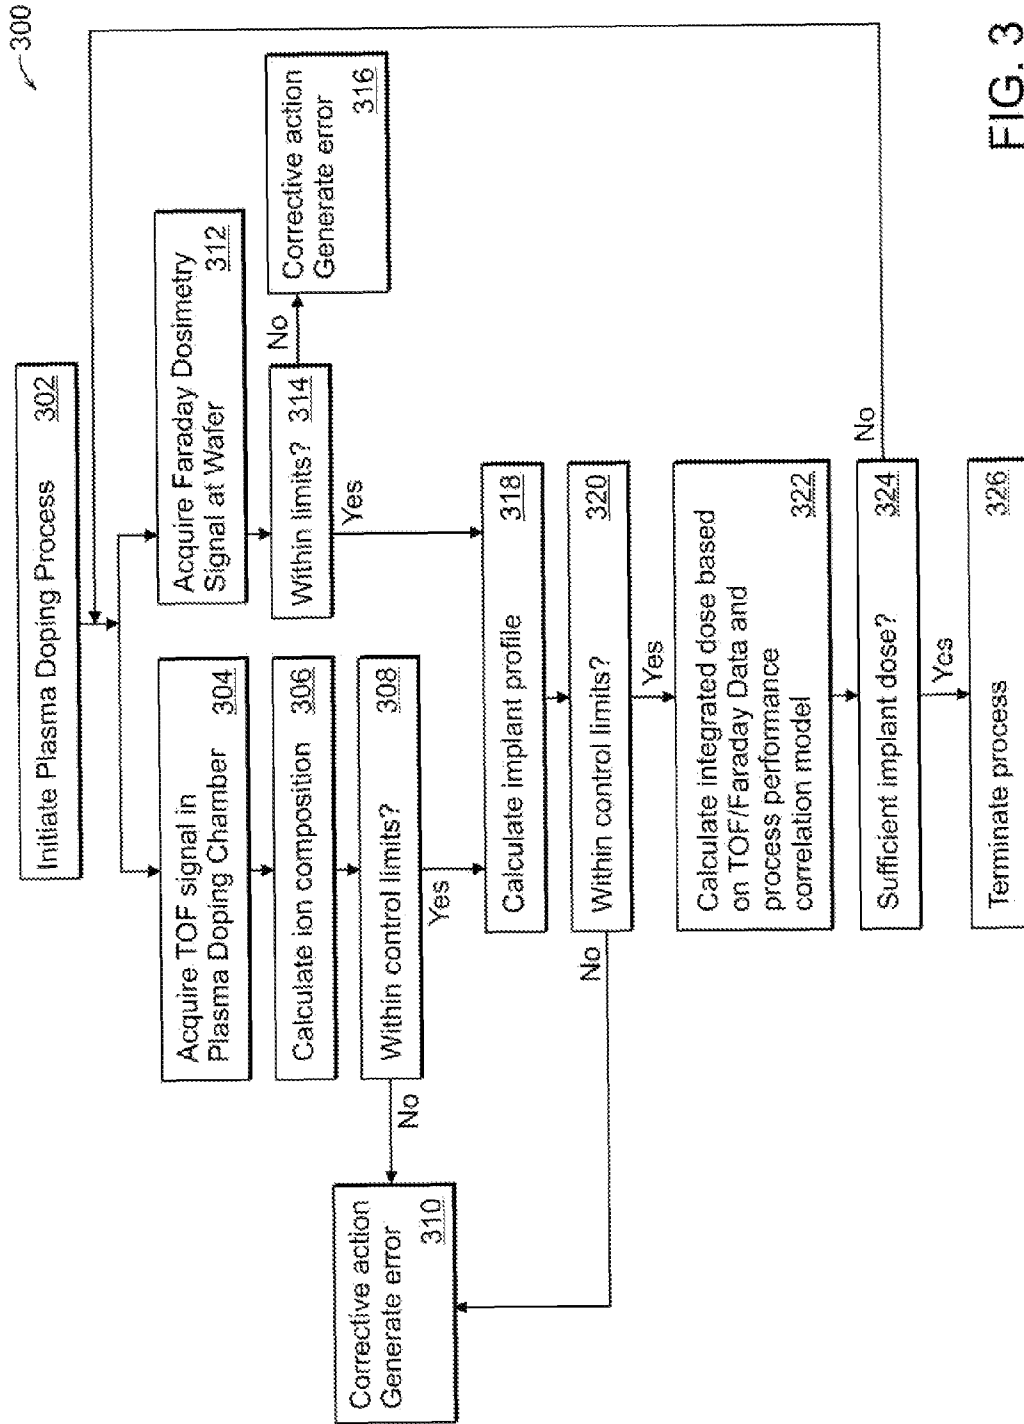 300
Initiate Plasma Doping Process 302
Acquire TOF signal in
Plasma Doping Chamber 304
Calculate ion composition 306
Within control limits? 308
No
Yes
Corrective action
Generate error
310
Acquire Faraday Dosimetry
Signal at Wafer 312
Within limits? 314
No
Yes
Corrective action
Generate error
316
Calculate implant profile 318
Within control limits? 320
No
Yes
Calculate integrated dose based
on TOF/Faraday Data and
process performance
correlation model 322
Sufficient implant dose? 324
No
Yes
Terminate process 326
FIG. 3